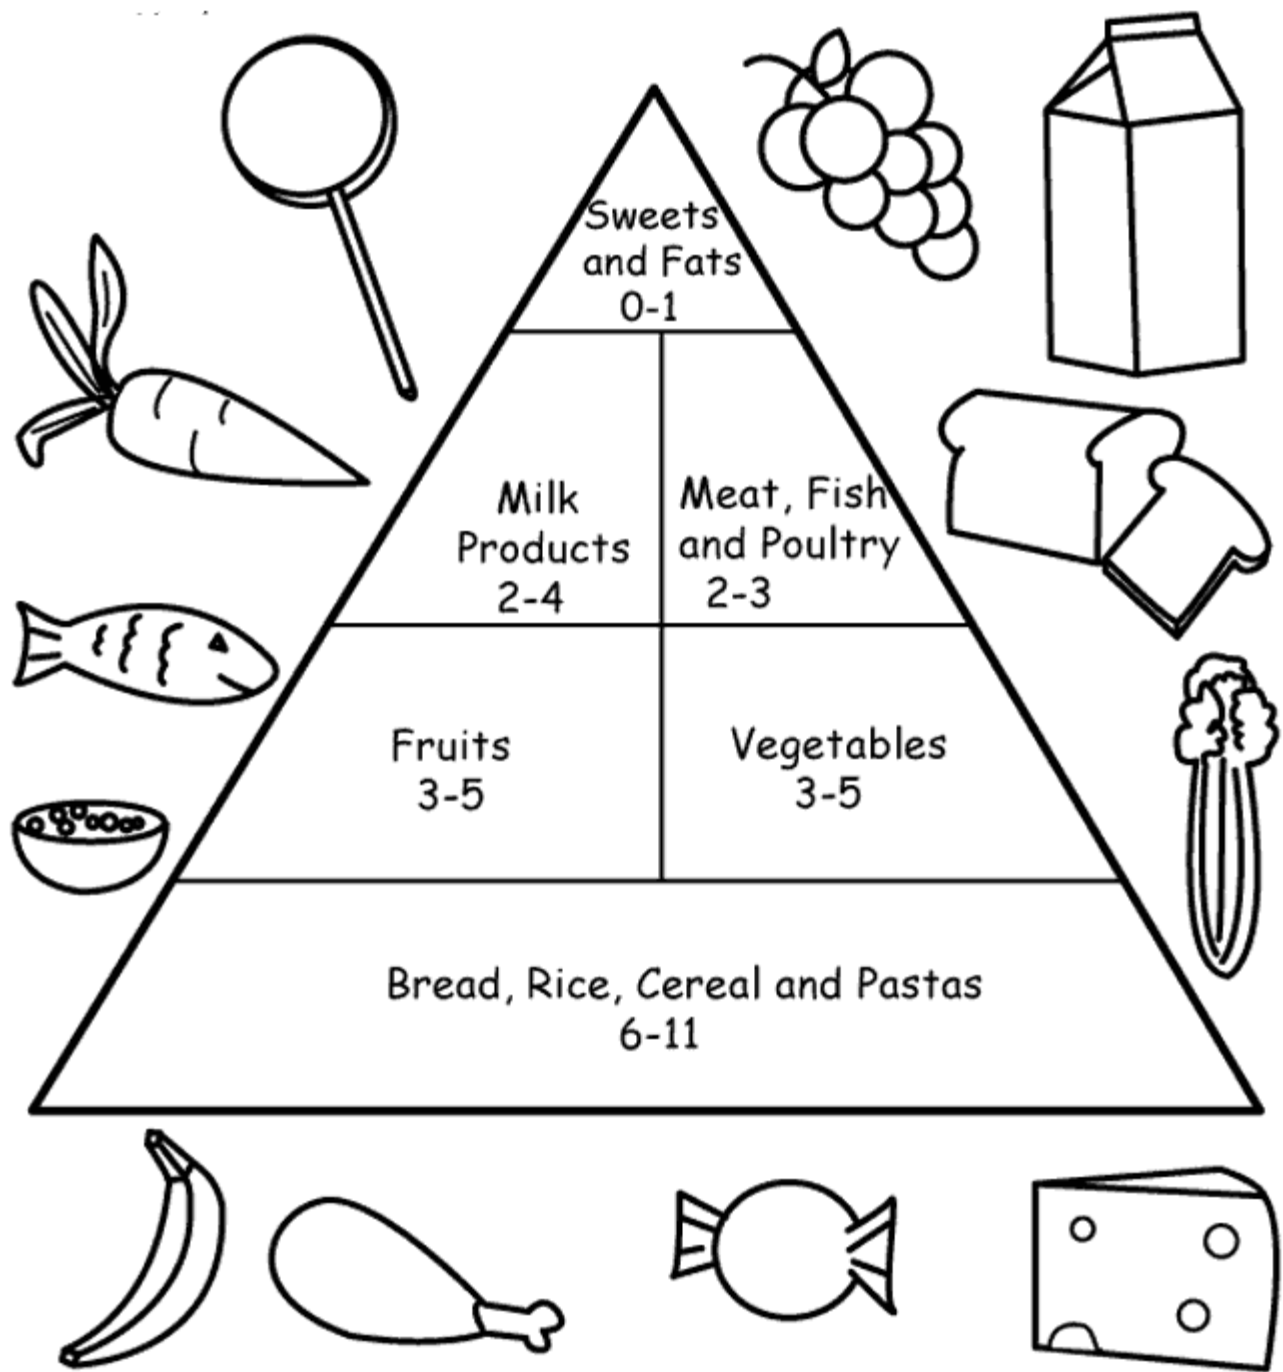 Sweets
and Fats
0-1
Milk
Products
2-4
Meat, Fish
and Poultry
2-3
Fruits
3-5
Vegetables
3-5
Bread, Rice, Cereal and Pastas
6-11